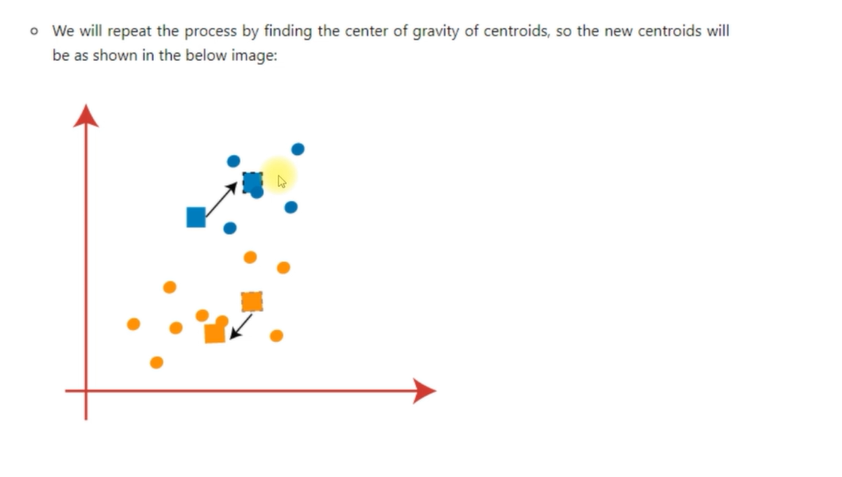 We will repeat the process by finding the center of gravity of centroids, so the new centroids will
be as shown in the below image: